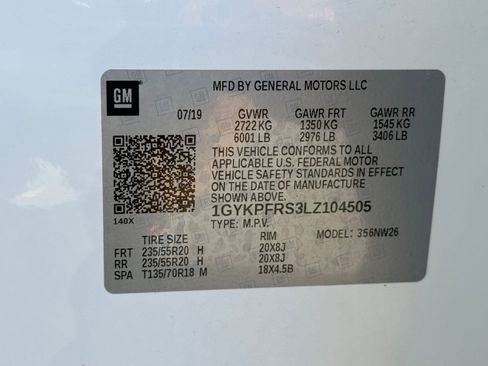 GM
MFD BY GENERAL MOTORS LLC
07/19 GVWR GAWR FRT GAWR RR
2722 KG 1350 KG 1545 KG
6001 LB 2976 LB 3406 LB
THIS VEHICLE CONFORMS TO ALL
APPLICABLE U.S. FEDERAL MOTOR
VEHICLE SAFETY STANDARDS IN EFFECT
ON THE DATE OF MANUFACTURE
SHOWN ABOVE.
1GYKPFRS3LZ104505
140X TYPE: M.P.V.
TIRE SIZE RIM MODEL: 356NW26
FRT 235/55R20 H 20X8J
RR 235/55R20 H 20X8J
SPA T135/70R18 M 18X4.5B